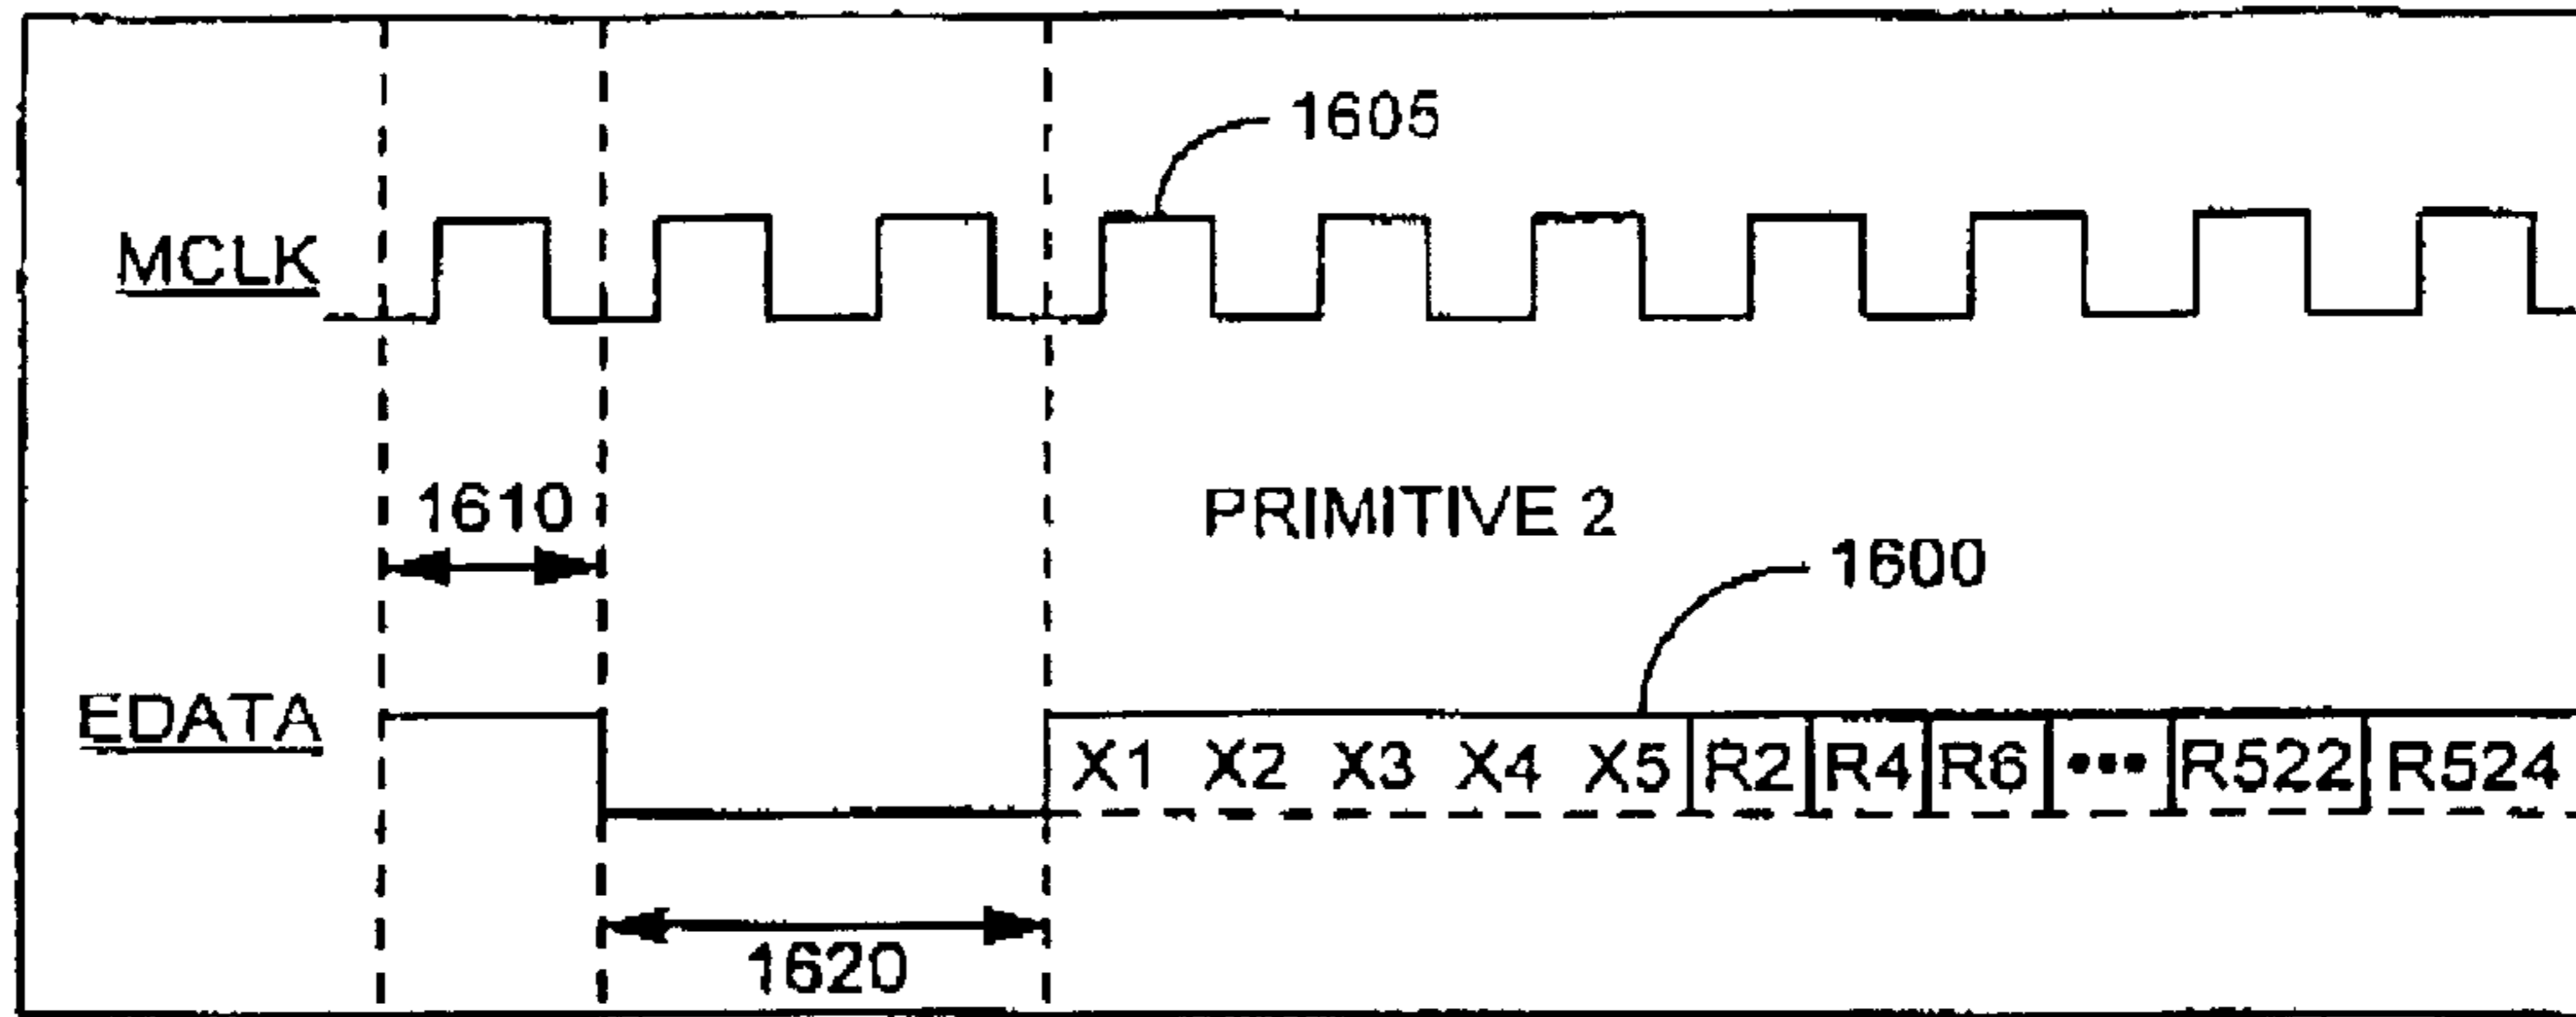 1605
MCLK
1610
PRIMITIVE 2
1600
EDATA
X1 X2 X3 X4 X5 R2 R4 R6 ••• R522 R524
1620